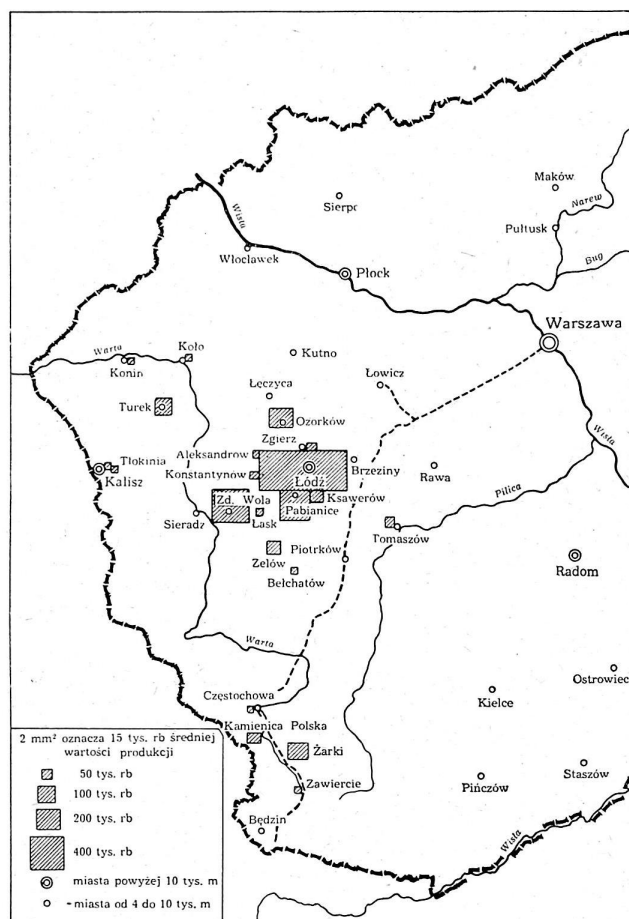 Maków
Narew
Sierpc
Pułtusk
Wisła
Bug
Włocławek
Płock
Warszawa
Warta
Koło
Kutno
Konin
Łowicz
Łęczyca
Turek
Ozorków
Wisła
Zgierz
Aleksandrów
Brzeziny
Tłokinia
Rawa
Konstantynów
Łódź
Kalisz
Ksawerów
Pilica
Zd. Wola
Pabianice
Sieradz
Łask
Tomaszów
Piotrków
Zelów
Radom
Bełchatów
Warta
Ostrowiec
Częstochowa
Kielce
Kamienica Polska
2 mm² oznacza 15 tys. rb średniej
wartości produkcji
Żarki
Staszów
50 tys. rb
Pińczów
Zawiercie
100 tys. rb
200 tys. rb
Będzin
Wisła
400 tys. rb
miasta powyżej 10 tys. m
- miasta od 4 do 10 tys. m